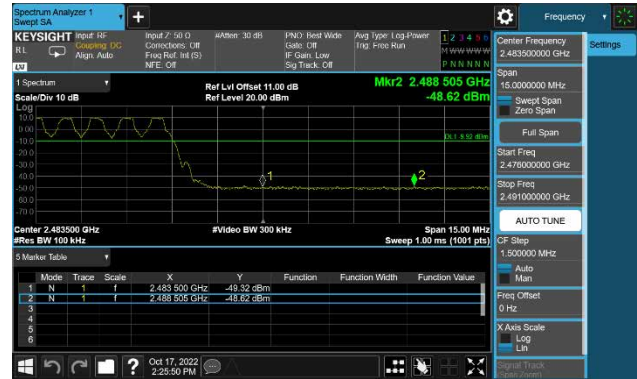 Spectrum Analyzer 1
Swept SA
Frequency
KEYSIGHT
RL
LXI
Input: RF
Coupling: DC
Align: Auto
Input Z: 50 Ω
Corrections: Off
Freq Ref: Int (S)
NFE: Off
#Atten: 30 dB
PNO: Best Wide
Gate: Off
IF Gain: Low
Sig Track: Off
Avg Type: Log-Power
Trig: Free Run
1 2 3 4 5 6
M W W W W W
P N N N N N
1 Spectrum
Scale/Div 10 dB
Log
Ref Lvl Offset 11.00 dB
Ref Level 20.00 dBm
Mkr2 2.488 505 GHz
-48.62 dBm
10.0
0.00
-10.0
-20.0
-30.0
-40.0
-50.0
-60.0
-70.0
DL1 -9.92 dBm
1
2
Center 2.483500 GHz
#Res BW 100 kHz
#Video BW 300 kHz
Span 15.00 MHz
Sweep 1.00 ms (1001 pts)
5 Marker Table
Mode Trace Scale X Y Function Function Width Function Value
1 N 1 f 2.483 500 GHz -49.32 dBm
2 N 1 f 2.488 505 GHz -48.62 dBm
3
4
5
6
Oct 17, 2022
2:25:50 PM
Center Frequency
2.483500000 GHz
Settings
Span
15.0000000 MHz
Swept Span
Zero Span
Full Span
Start Freq
2.476000000 GHz
Stop Freq
2.491000000 GHz
AUTO TUNE
CF Step
1.500000 MHz
Auto
Man
Freq Offset
0 Hz
X Axis Scale
Log
Lin
Signal Track
(Span Zoom)